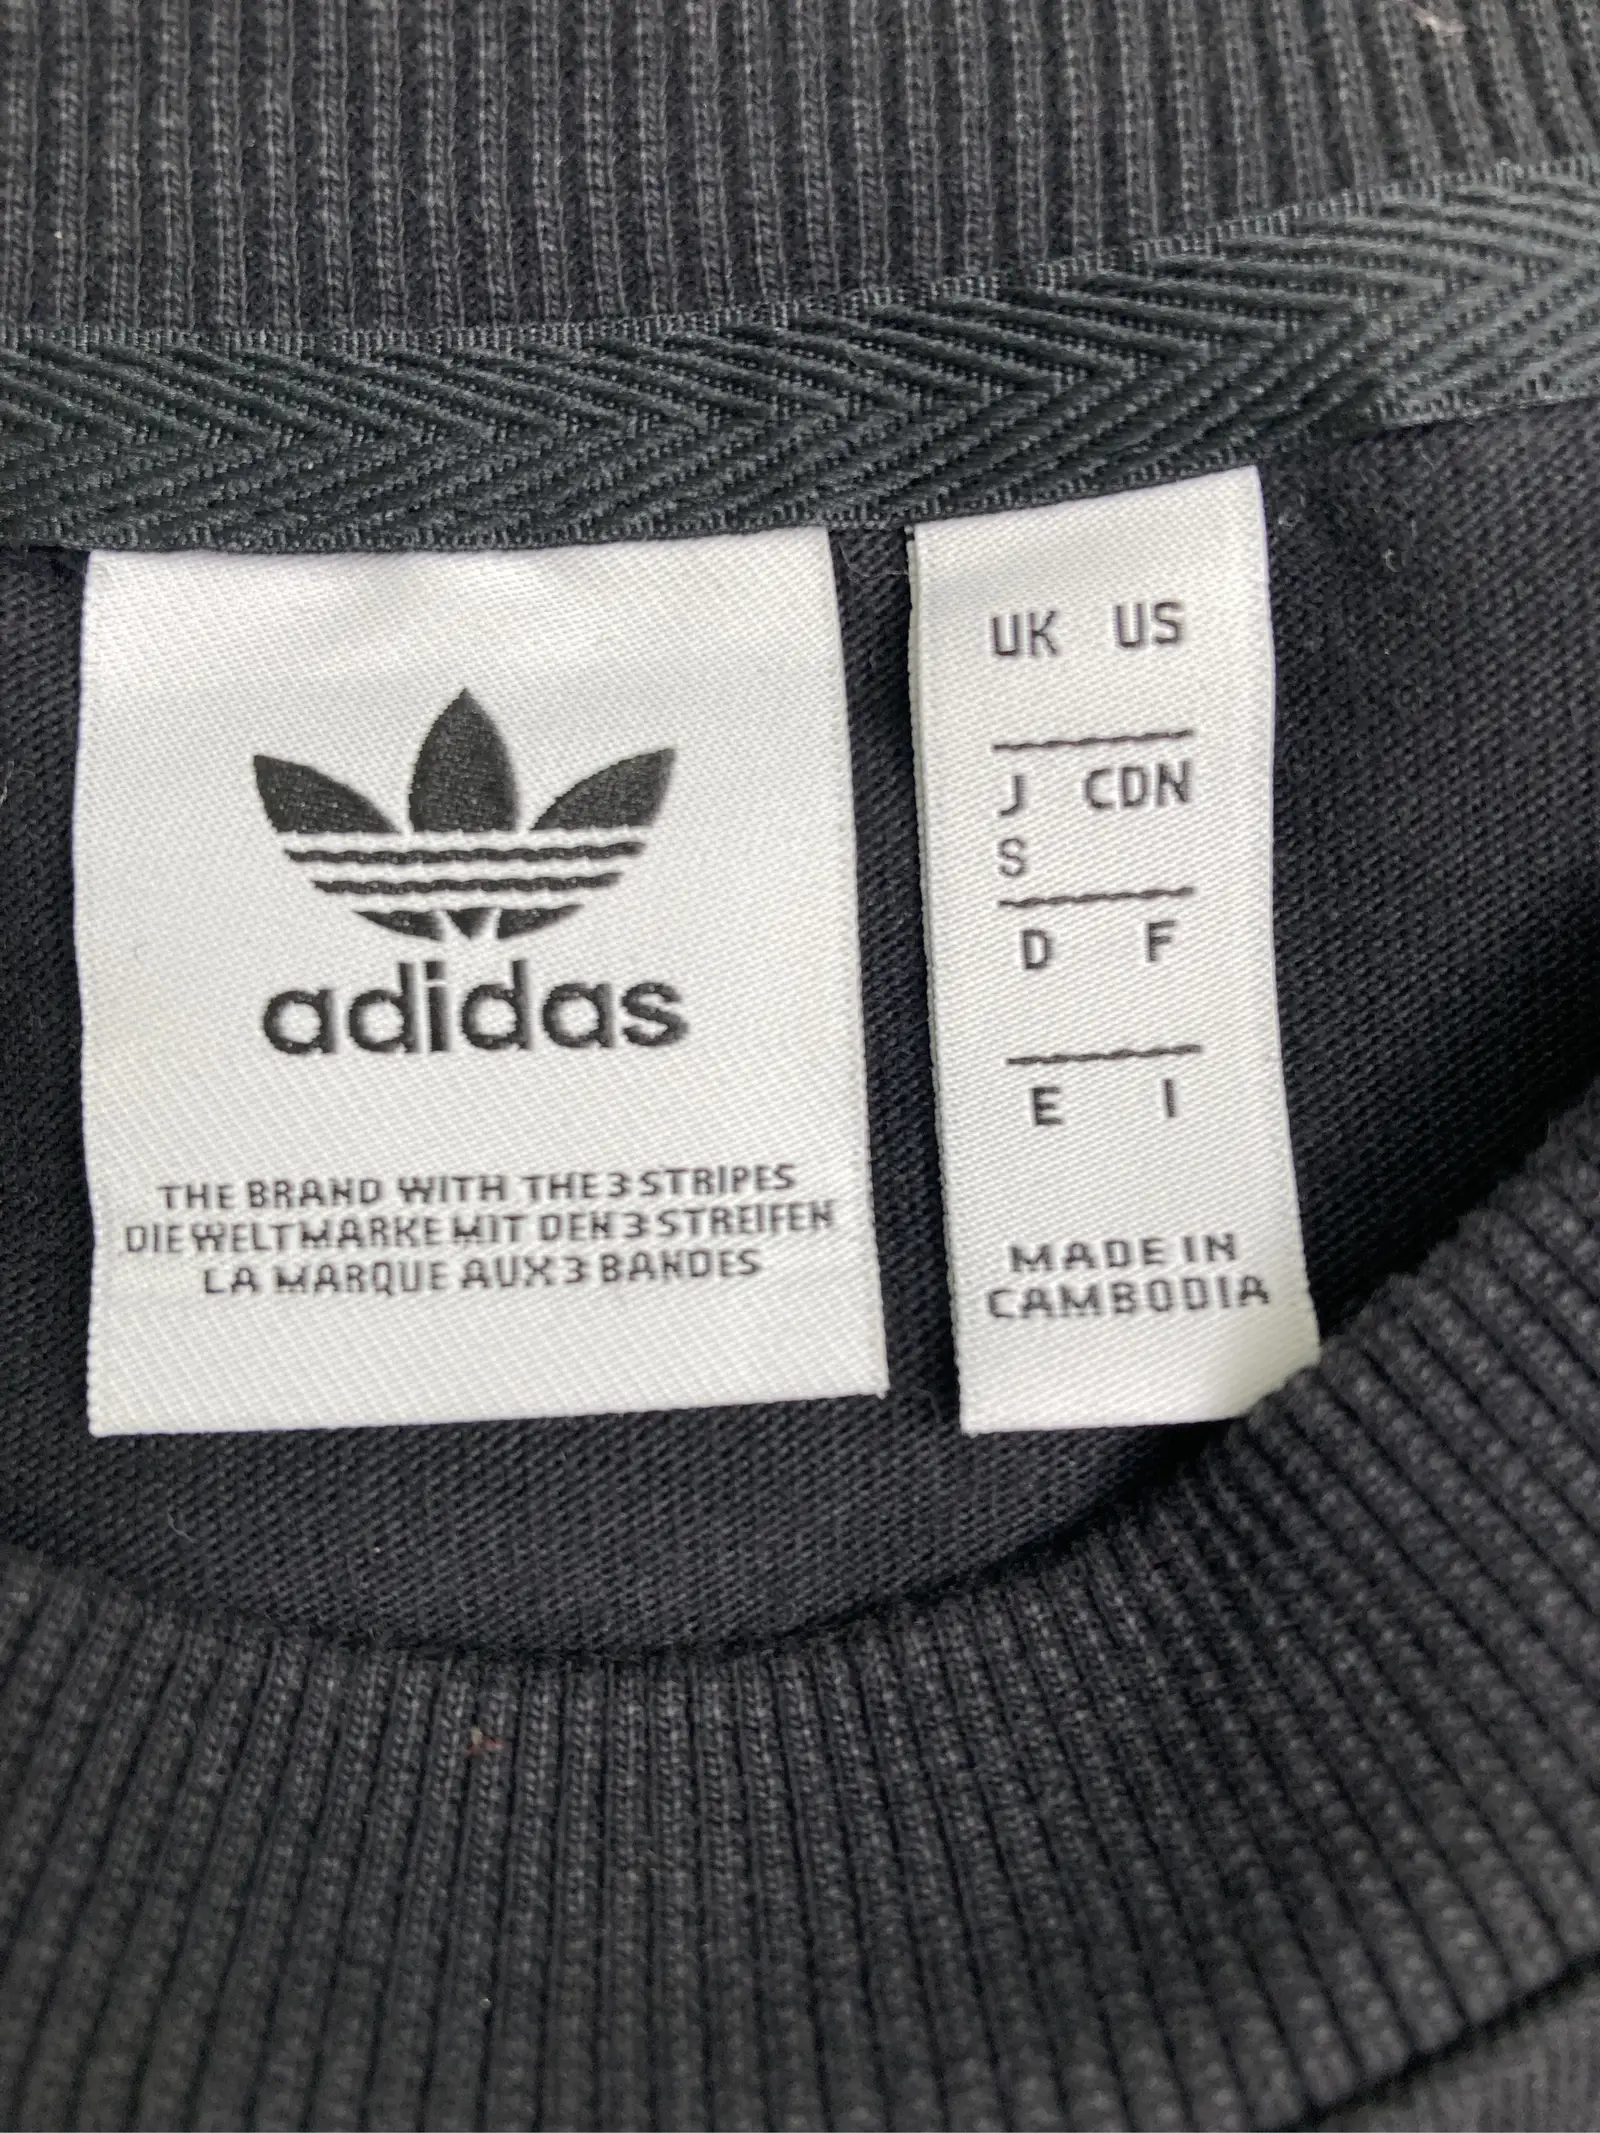 adidas
THE BRAND WITH THE 3 STRIPES
DIE WELTMARKE MIT DEN 3 STREIFEN
LA MARQUE AUX 3 BANDES
UK US
J CDN
S
D F
E I
MADE IN
CAMBODIA